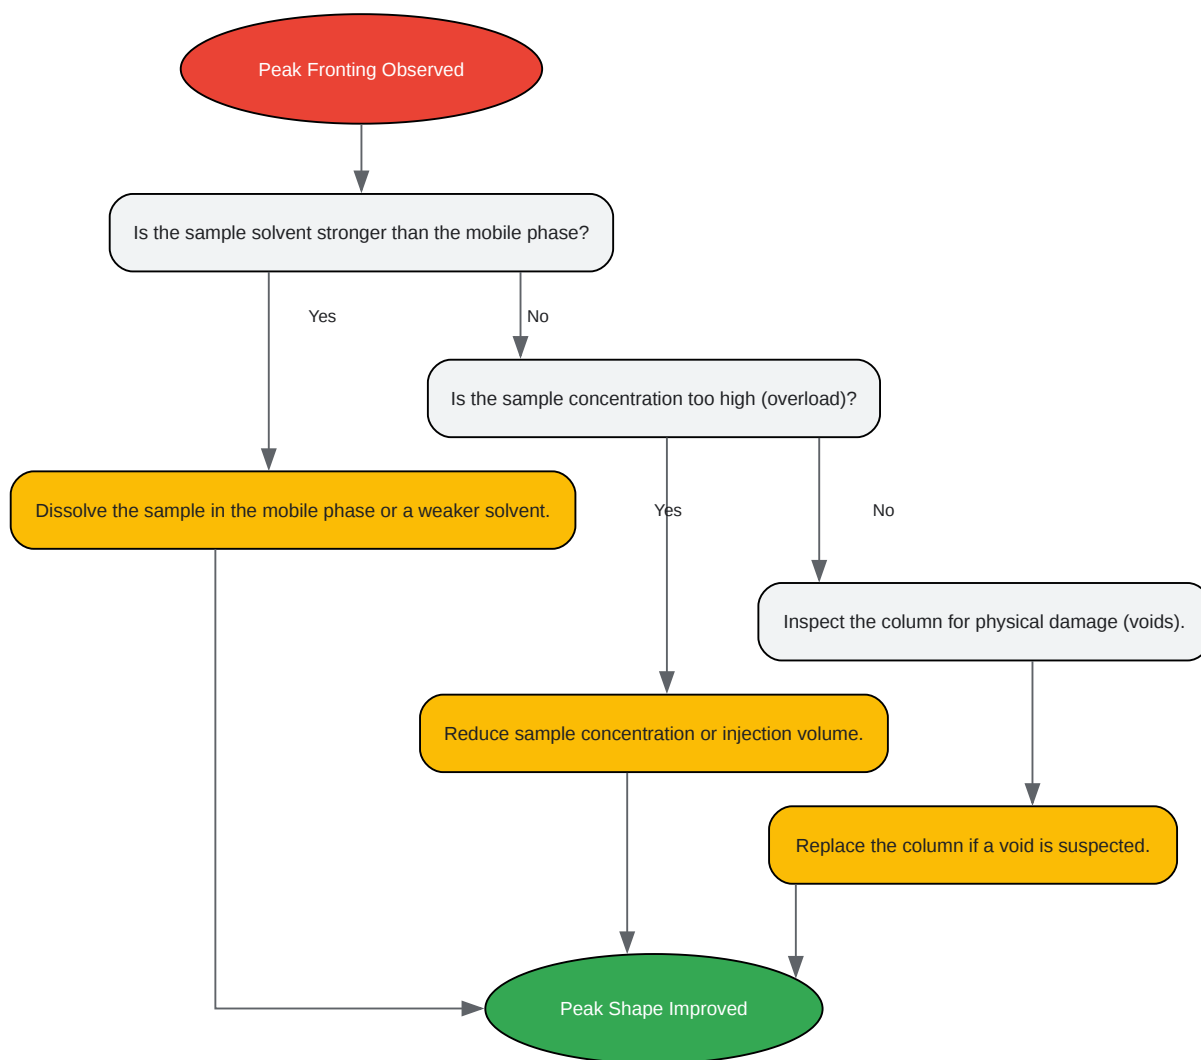 Peak Fronting Observed
Is the sample solvent stronger than the mobile phase?
Yes
No
Is the sample concentration too high (overload)?
Dissolve the sample in the mobile phase or a weaker solvent.
Yes
No
Inspect the column for physical damage (voids).
Reduce sample concentration or injection volume.
Replace the column if a void is suspected.
Peak Shape Improved